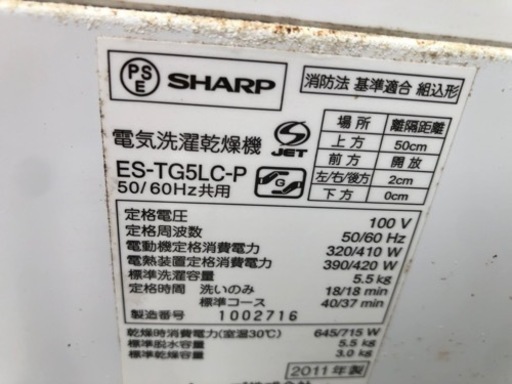 PS
E
SHARP
消防法 基準適合 組込形
電気洗濯乾燥機
JET
ES-TG5LC-P
50/60Hz共用
G
場所 離隔距離
上方 50cm
前方 開放
左/右/後方 2cm
下方 0cm
定格電圧 100 V
定格周波数 50/60 Hz
電動機定格消費電力 320/410 W
電熱装置定格消費電力 390/420 W
標準洗濯容量 5.5 kg
定格時間 洗いのみ 18/18 min
標準コース 40/37 min
製造番号 1002716
乾燥時消費電力(室温30℃) 645/715 W
標準脱水容量 5.5 kg
標準乾燥容量 3.0 kg
2011年製